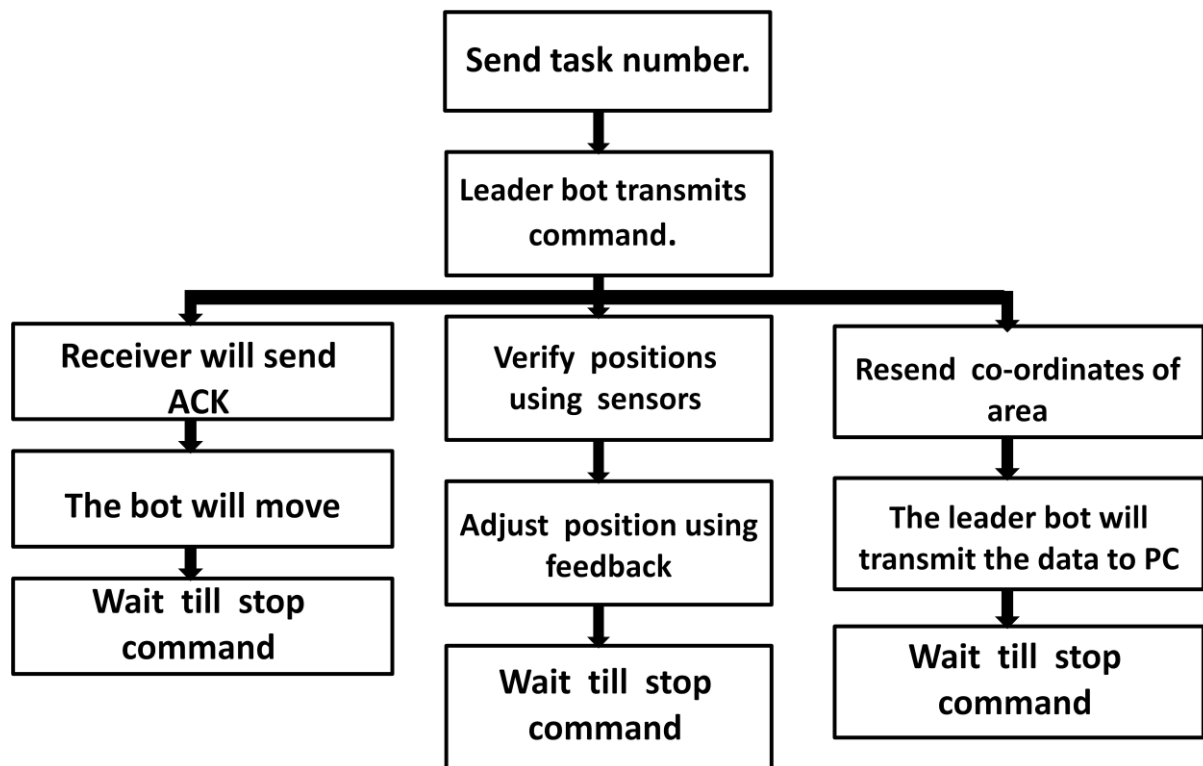 Send task number.
Leader bot transmits
command.
Receiver will send
ACK
The bot will move
Wait till stop
command
Verify positions
using sensors
Adjust position using
feedback
Wait till stop
command
Resend co-ordinates of
area
The leader bot will
transmit the data to PC
Wait till stop
command